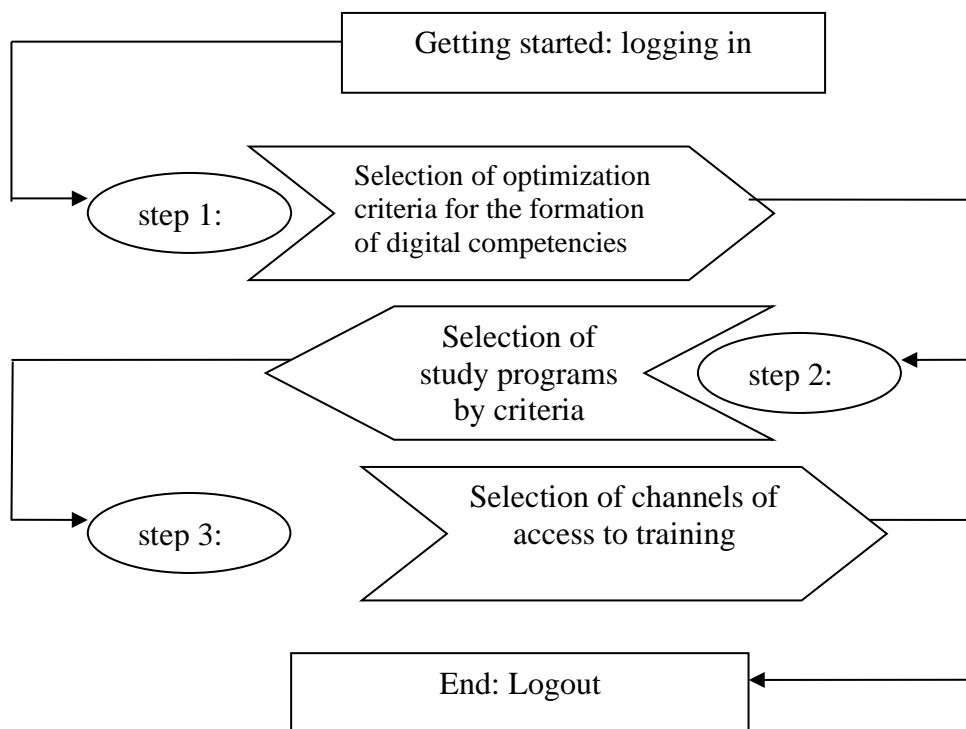 Getting started: logging in
step 1:
Selection of optimization
criteria for the formation
of digital competencies
Selection of
study programs
by criteria
step 2:
step 3:
Selection of channels of
access to training
End: Logout